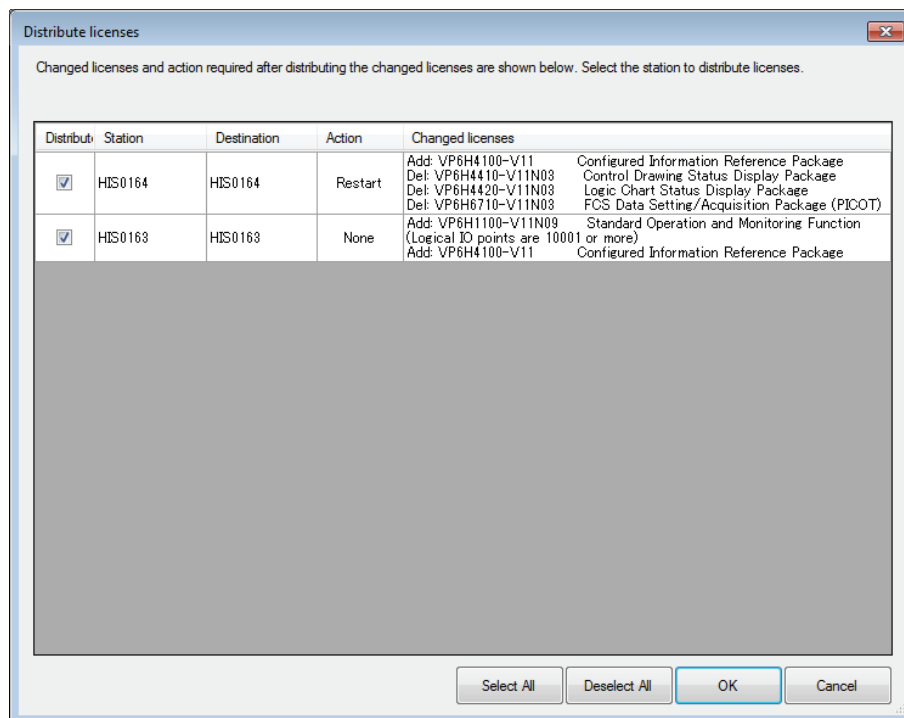 Distribute licenses
Changed licenses and action required after distributing the changed licenses are shown below. Select the station to distribute licenses.
Distribut Station Destination Action Changed licenses
HIS0164 HIS0164 Restart
Add: VP6H4100-V11 Configured Information Reference Package
Del: VP6H4410-V11N03 Control Drawing Status Display Package
Del: VP6H4420-V11N03 Logic Chart Status Display Package
Del: VP6H6710-V11N03 FCS Data Setting/Acquisition Package (PICOT)
HIS0163 HIS0163 None
Add: VP6H1100-V11N09 Standard Operation and Monitoring Function
(Logical IO points are 10001 or more)
Add: VP6H4100-V11 Configured Information Reference Package
Select All Deselect All OK Cancel